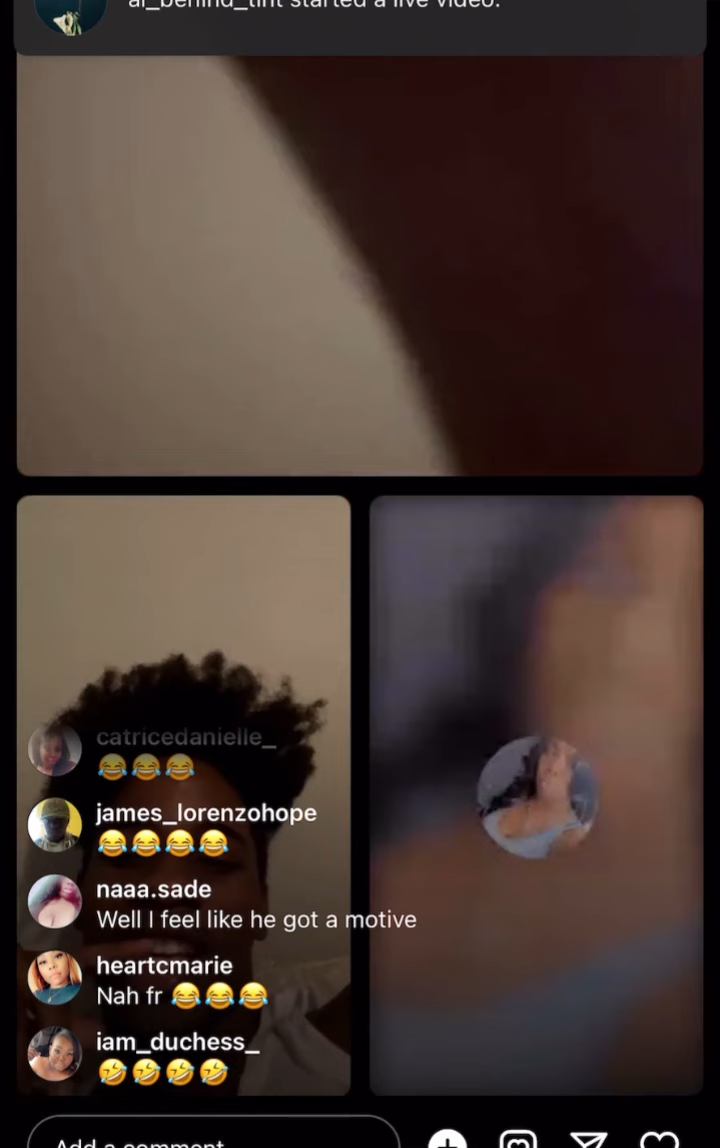 ai_behind_tint started a live video.
catricedanielle_
😂😂😂
james_lorenzohope
😂😂😂😂
naaa.sade
Well I feel like he got a motive
heartcmarie
Nah fr 😂😂😂
iam_duchess_
🤣🤣🤣🤣
Add a comment